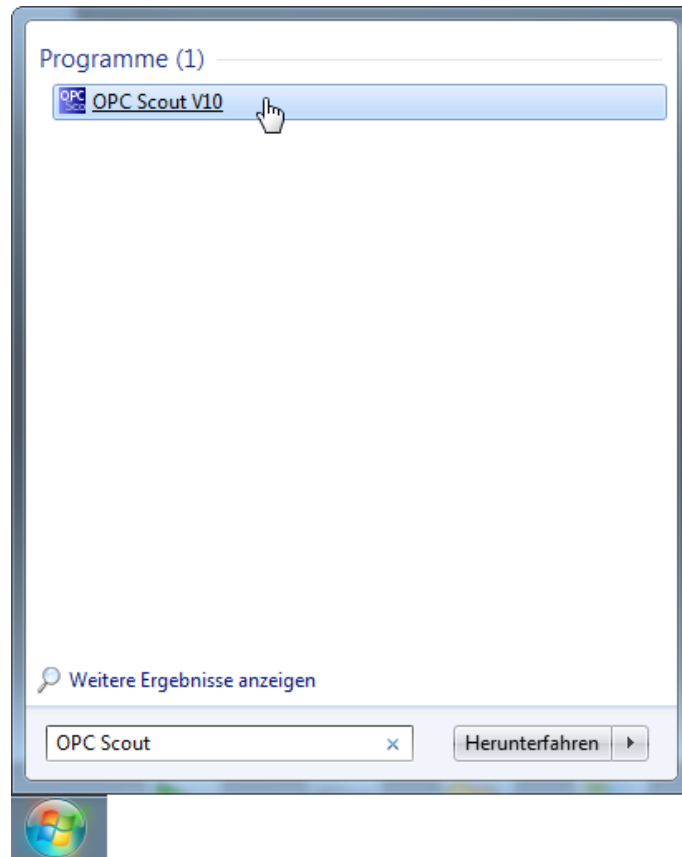 Programme (1)
OPC Scout V10
Weitere Ergebnisse anzeigen
OPC Scout
Herunterfahren